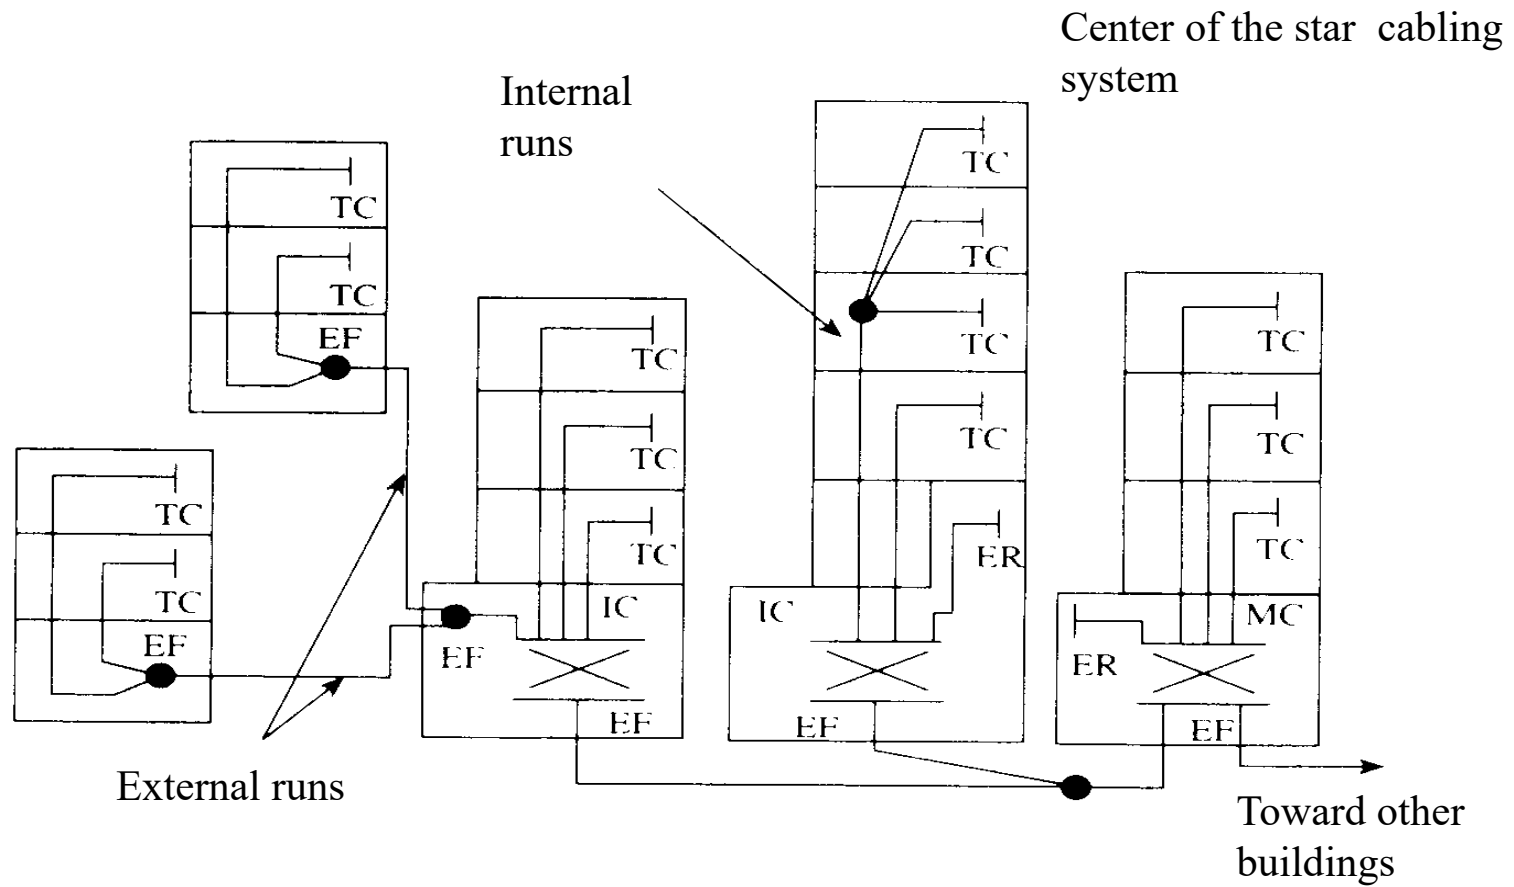 Center of the star cabling
system
Internal
runs
TC
TC
EF
TC
TC
EF
TC
TC
TC
IC
EF
EF
TC
TC
TC
TC
ER
IC
EF
TC
TC
TC
MC
ER
EF
External runs
Toward other
buildings